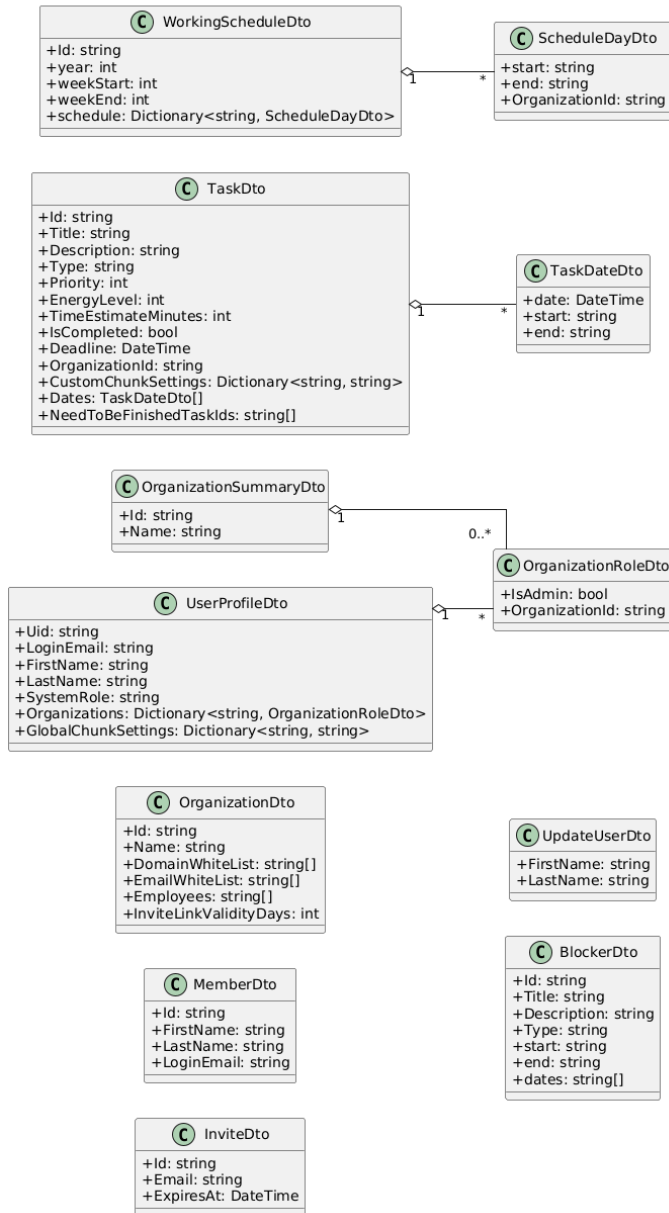 C WorkingScheduleDto
+Id: string
+year: int
+weekStart: int
+weekEnd: int
+schedule: Dictionary<string, ScheduleDayDto>
1
*
C ScheduleDayDto
+start: string
+end: string
+OrganizationId: string
C TaskDto
+Id: string
+Title: string
+Description: string
+Type: string
+Priority: int
+EnergyLevel: int
+TimeEstimateMinutes: int
+IsCompleted: bool
+Deadline: DateTime
+OrganizationId: string
+CustomChunkSettings: Dictionary<string, string>
+Dates: TaskDateDto[]
+NeedToBeFinishedTaskIds: string[]
1
*
C TaskDateDto
+date: DateTime
+start: string
+end: string
C OrganizationSummaryDto
+Id: string
+Name: string
1
0..*
C OrganizationRoleDto
+IsAdmin: bool
+OrganizationId: string
C UserProfileDto
+Uid: string
+LoginEmail: string
+FirstName: string
+LastName: string
+SystemRole: string
+Organizations: Dictionary<string, OrganizationRoleDto>
+GlobalChunkSettings: Dictionary<string, string>
1
*
C OrganizationDto
+Id: string
+Name: string
+DomainWhiteList: string[]
+EmailWhiteList: string[]
+Employees: string[]
+InviteLinkValidityDays: int
C UpdateUserDto
+FirstName: string
+LastName: string
C MemberDto
+Id: string
+FirstName: string
+LastName: string
+LoginEmail: string
C BlockerDto
+Id: string
+Title: string
+Description: string
+Type: string
+start: string
+end: string
+dates: string[]
C InviteDto
+Id: string
+Email: string
+ExpiresAt: DateTime